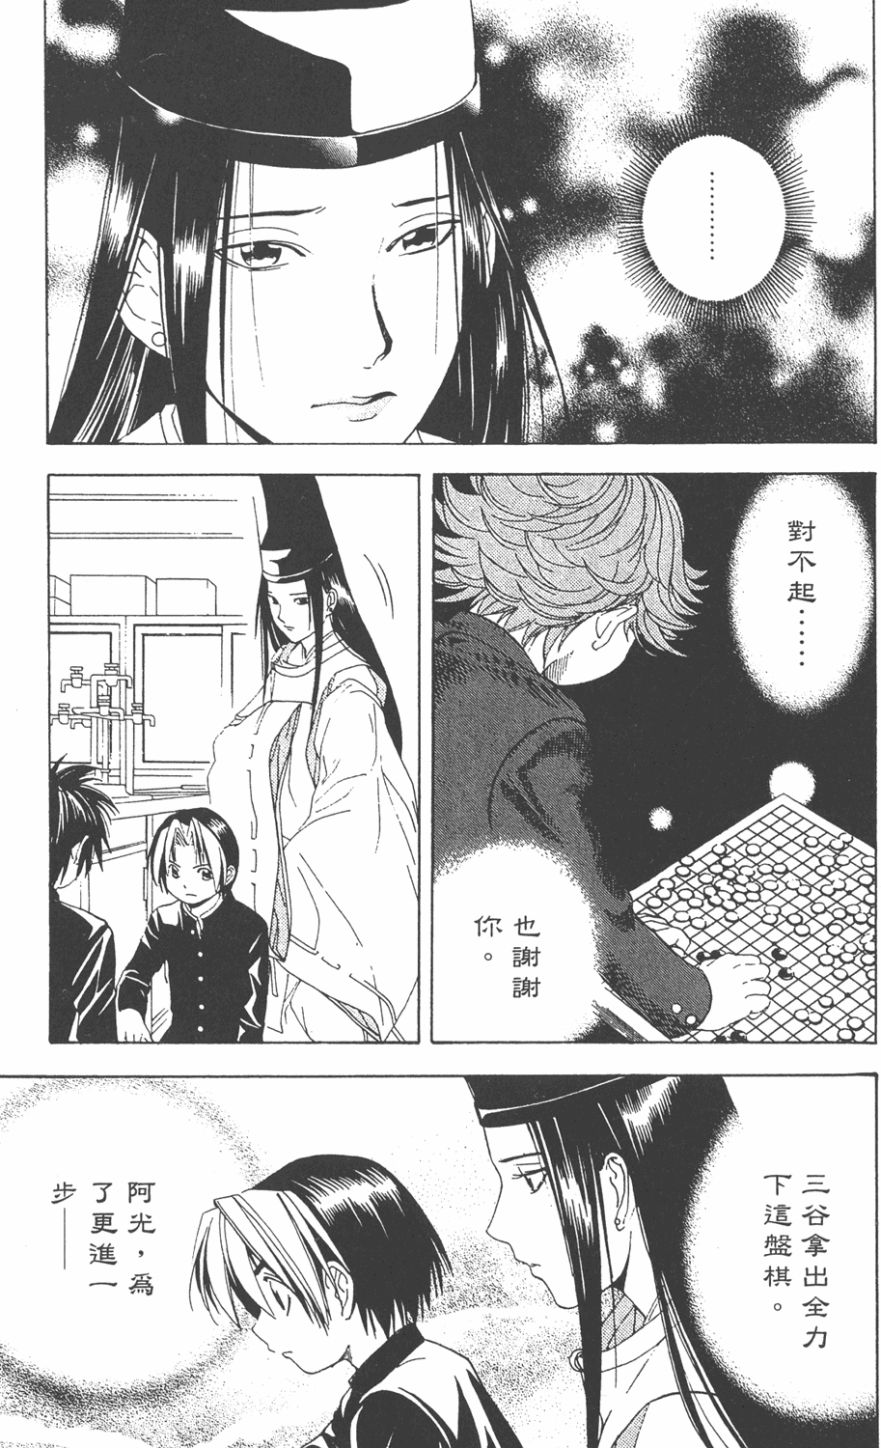 ………
對不起……
也謝謝
你。
三谷拿出全力
下這盤棋。
阿光，為
了更進一
步——